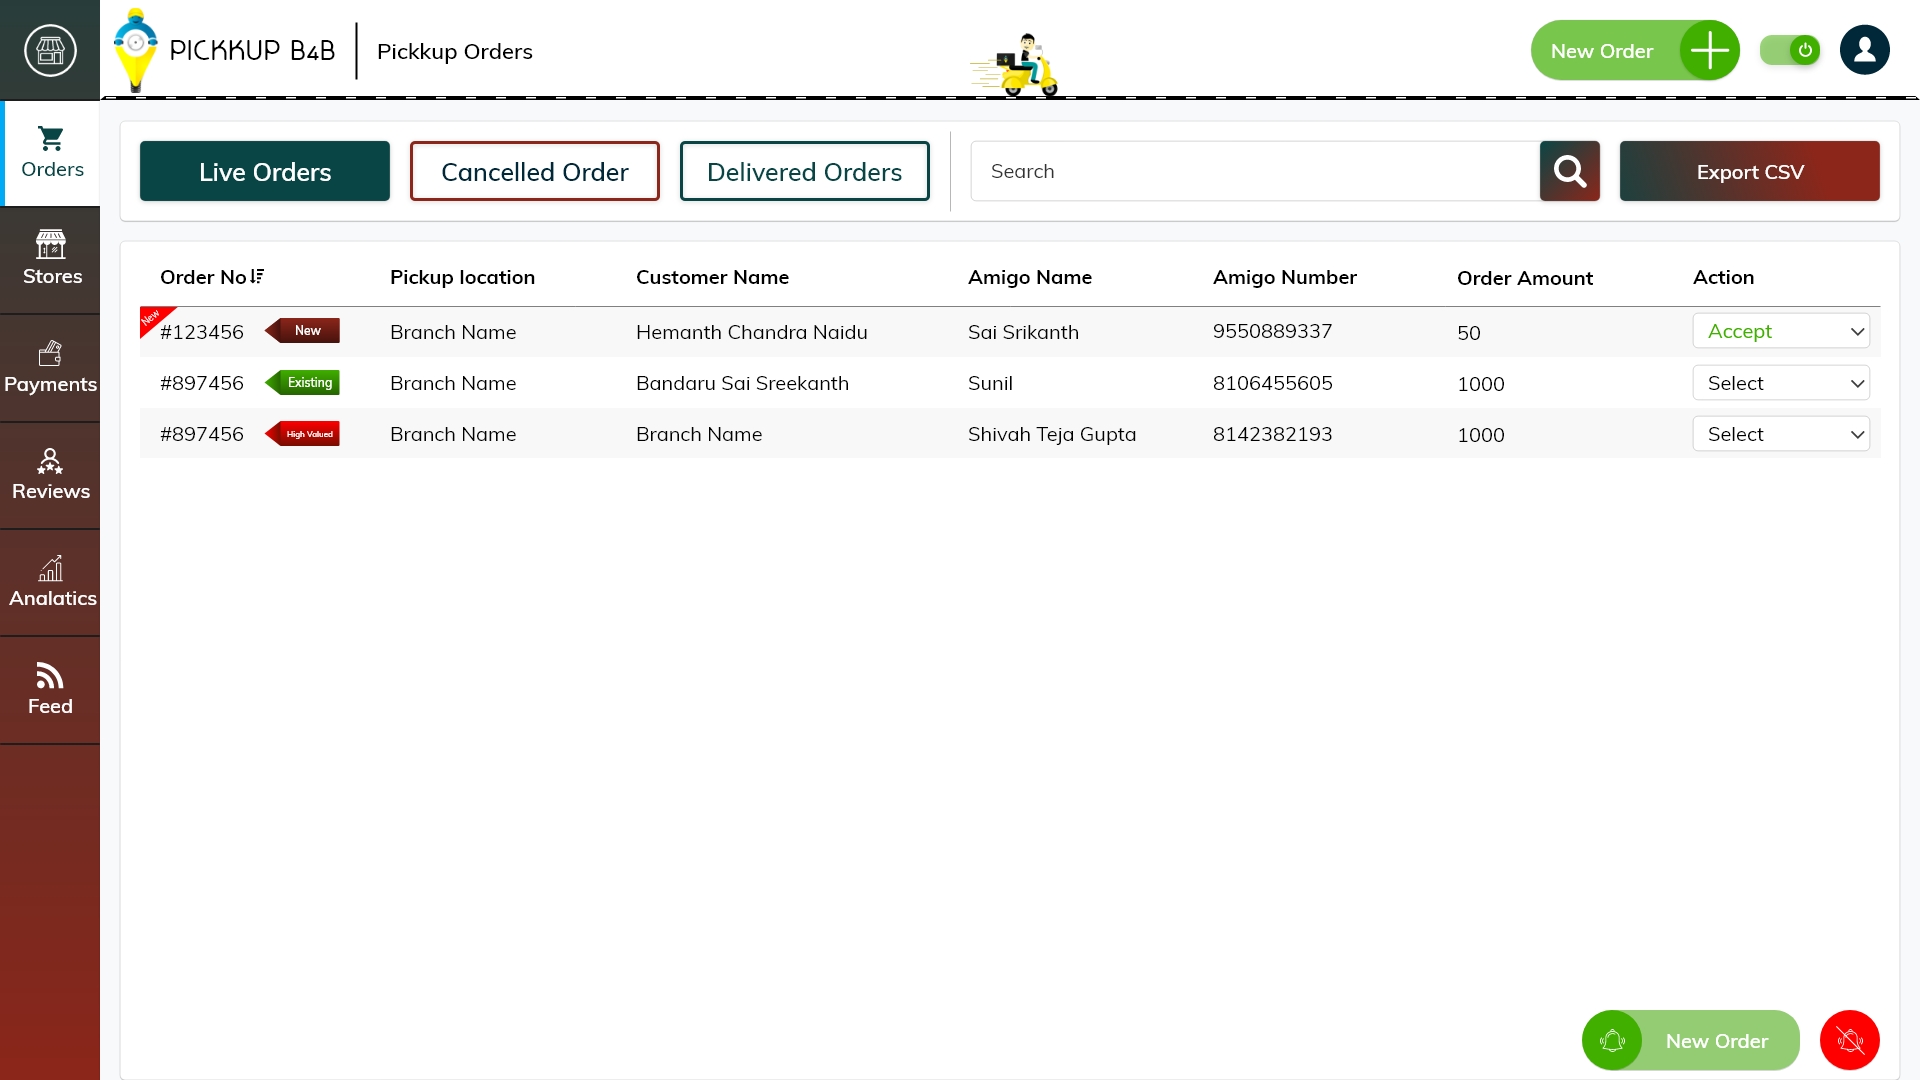 PICKKUP B4B
Pickkup Orders
New Order
Orders
Stores
Payments
Reviews
Analatics
Feed
Live Orders
Cancelled Order
Delivered Orders
Search
Export CSV
Order No Pickup location Customer Name Amigo Name Amigo Number Order Amount Action
New
#123456 New Branch Name Hemanth Chandra Naidu Sai Srikanth 9550889337 50 Accept
#897456 Existing Branch Name Bandaru Sai Sreekanth Sunil 8106455605 1000 Select
#897456 High Valued Branch Name Branch Name Shivah Teja Gupta 8142382193 1000 Select
New Order